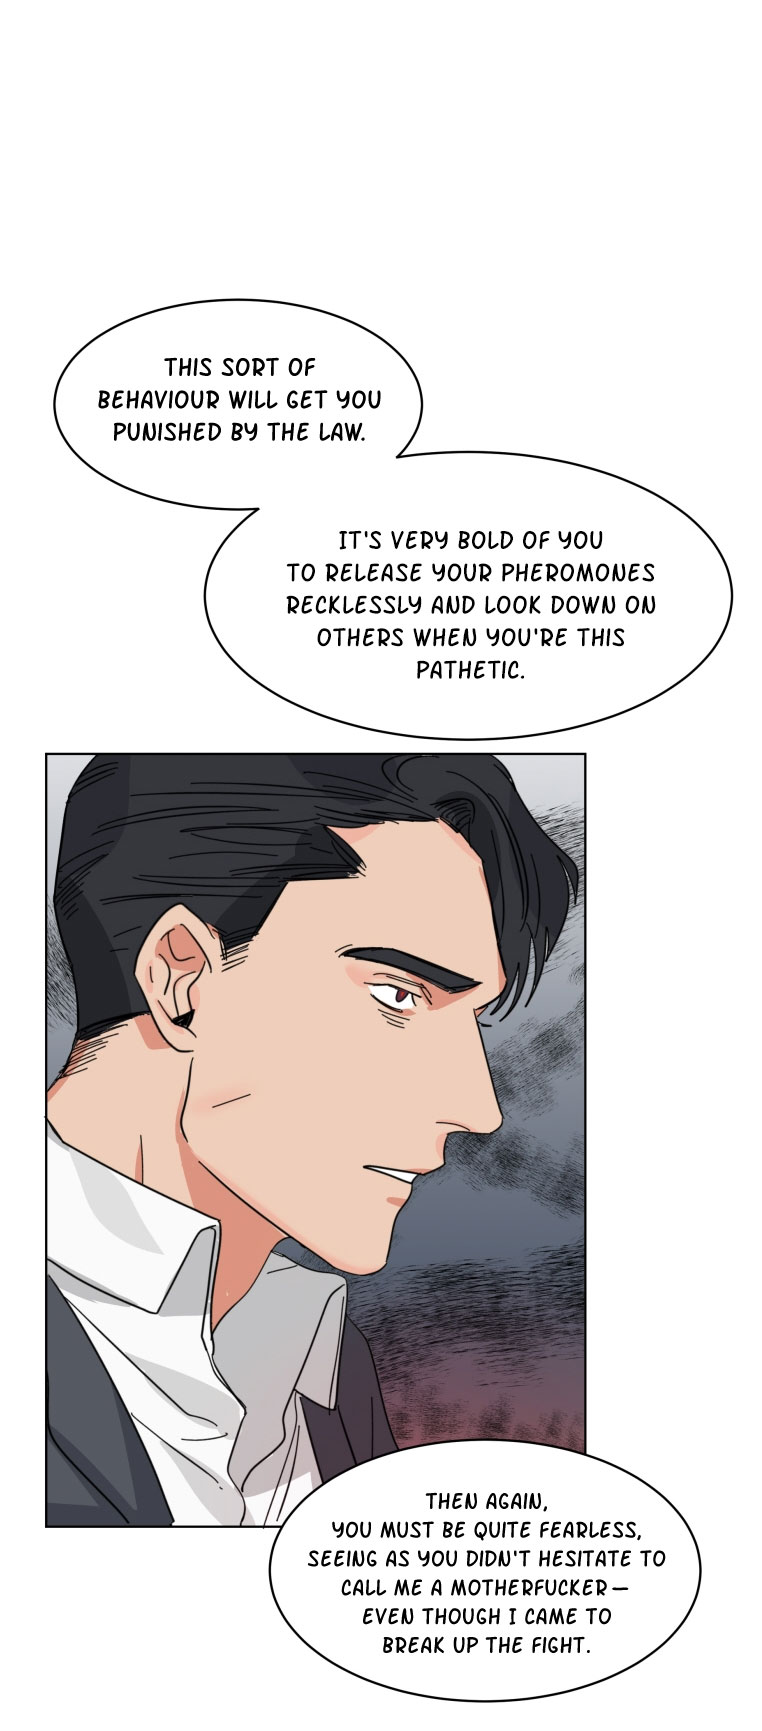 THIS SORT OF
BEHAVIOUR WILL GET YOU
PUNISHED BY THE LAW.
IT'S VERY BOLD OF YOU
TO RELEASE YOUR PHEROMONES
RECKLESSLY AND LOOK DOWN ON
OTHERS WHEN YOU'RE THIS
PATHETIC.
THEN AGAIN,
YOU MUST BE QUITE FEARLESS,
SEEING AS YOU DIDN'T HESITATE TO
CALL ME A MOTHERFUCKER—
EVEN THOUGH I CAME TO
BREAK UP THE FIGHT.